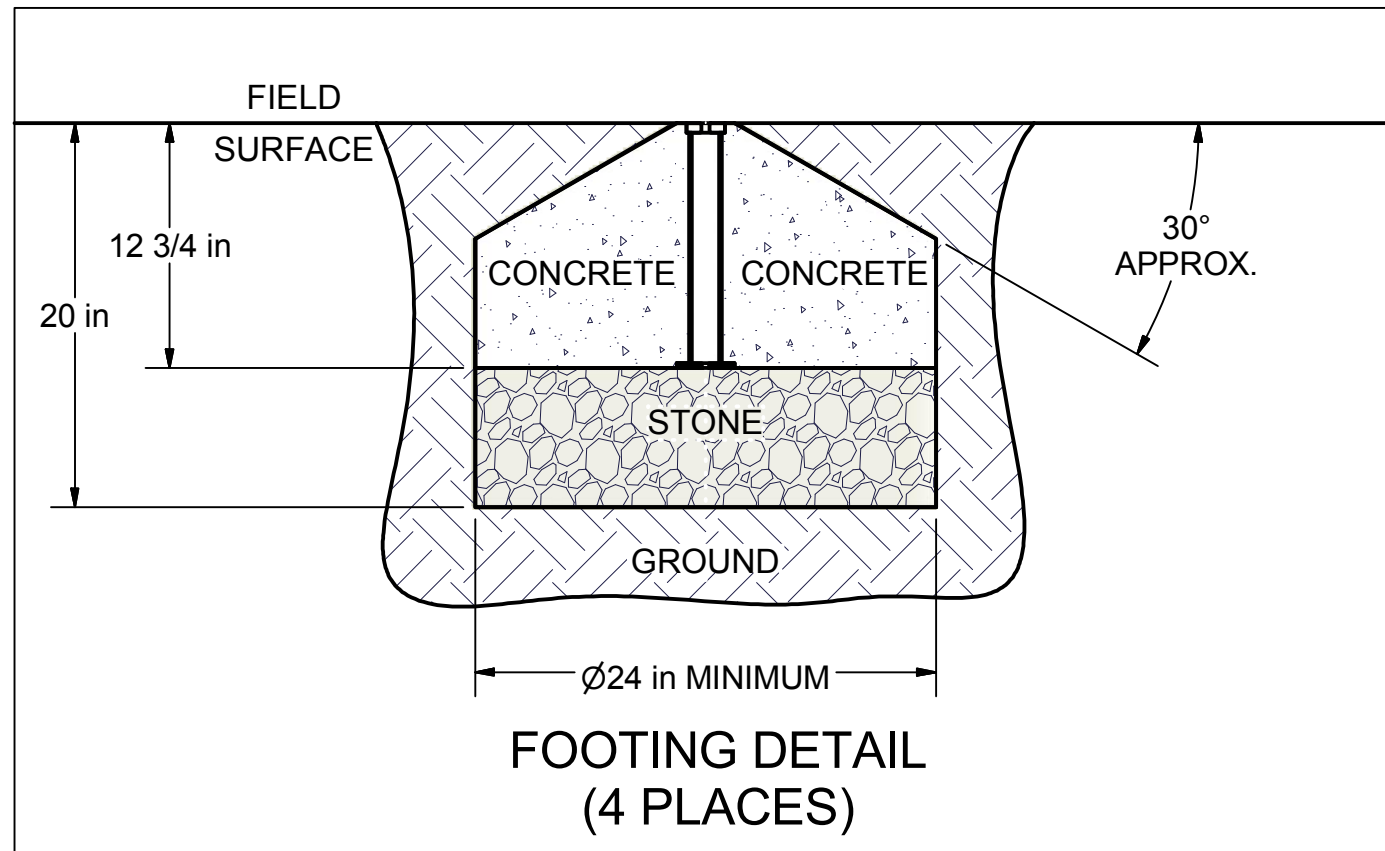 FIELD
SURFACE
12 3/4 in
20 in
30°
APPROX.
CONCRETE
CONCRETE
STONE
GROUND
Ø24 in MINIMUM
FOOTING DETAIL
(4 PLACES)